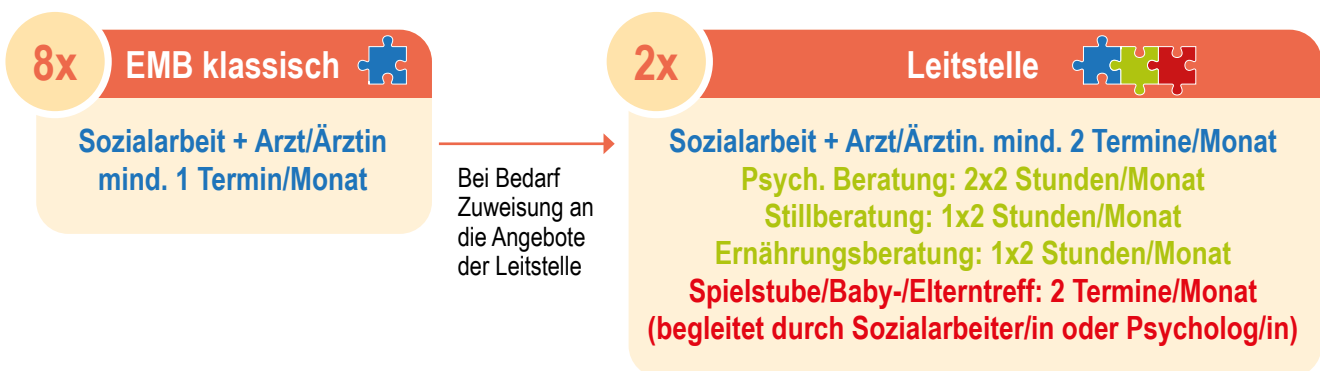 8x
EMB klassisch
Sozialarbeit + Arzt/Ärztin
mind. 1 Termin/Monat
Bei Bedarf
Zuweisung an
die Angebote
der Leitstelle
2x
Leitstelle
Sozialarbeit + Arzt/Ärztin. mind. 2 Termine/Monat
Psych. Beratung: 2x2 Stunden/Monat
Stillberatung: 1x2 Stunden/Monat
Ernährungsberatung: 1x2 Stunden/Monat
Spielstube/Baby-/Elterntreff: 2 Termine/Monat
(begleitet durch Sozialarbeiter/in oder Psycholog/in)